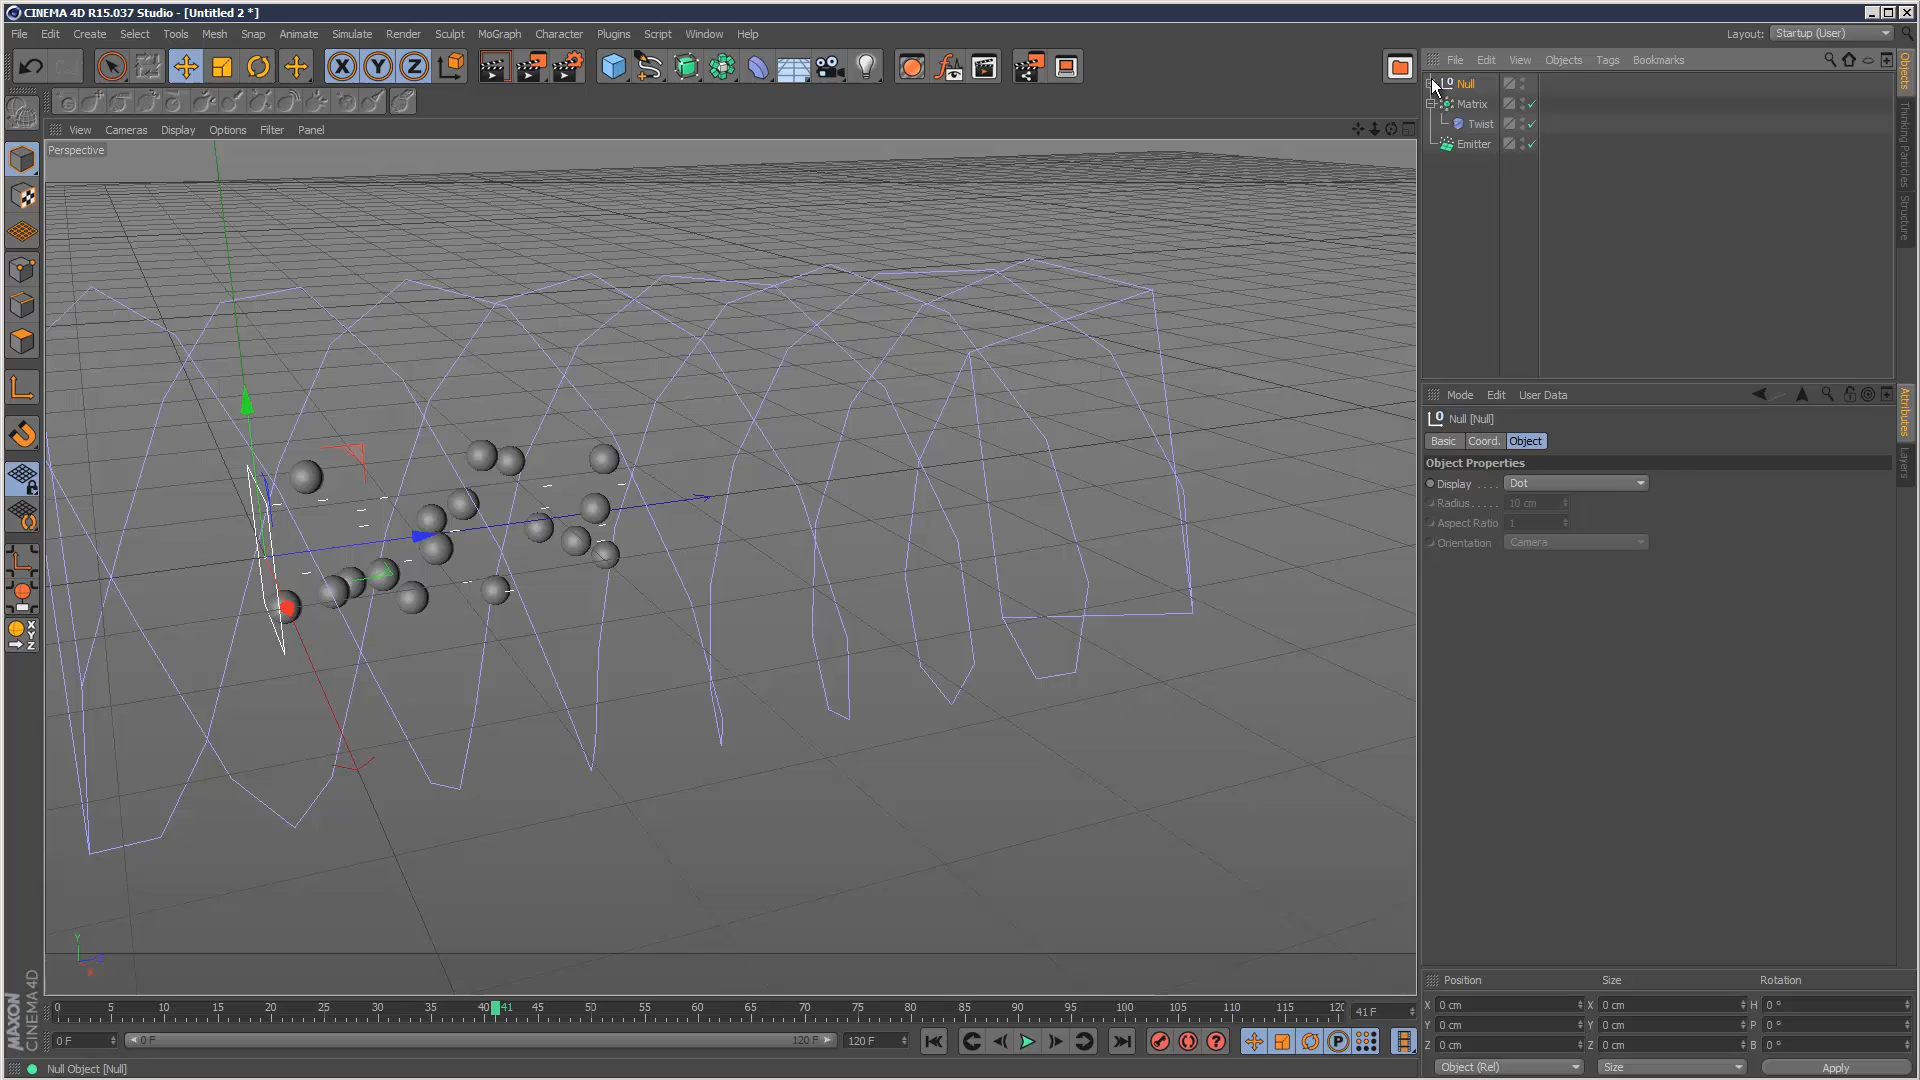 CINEMA 4D R15.037 Studio - [Untitled 2 *]
File Edit Create Select Tools Mesh Snap Animate Simulate Render Sculpt MoGraph Character Plugins Script Window Help
Layout: Startup (User)
File Edit View Objects Tags Bookmarks
Null
Matrix
Twist
Emitter
Objects
Thinking Particles
Structure
View Cameras Display Options Filter Panel
Perspective
Mode Edit User Data
Null [Null]
Basic Coord. Object
Object Properties
Display . . . . Dot
Radius. . . . . 10 cm
Aspect Ratio 1
Orientation Camera
Attributes
Layers
Y
Z
X
X Y Z
MAXON
CINEMA 4D
0 5 10 15 20 25 30 35 40 41 45 50 55 60 65 70 75 80 85 90 95 100 105 110 115 120
41 F
0 F 0 F 120 F 120 F
Position Size Rotation
X 0 cm X 0 cm H 0 °
Y 0 cm Y 0 cm P 0 °
Z 0 cm Z 0 cm B 0 °
Object (Rel) Size Apply
Null Object [Null]